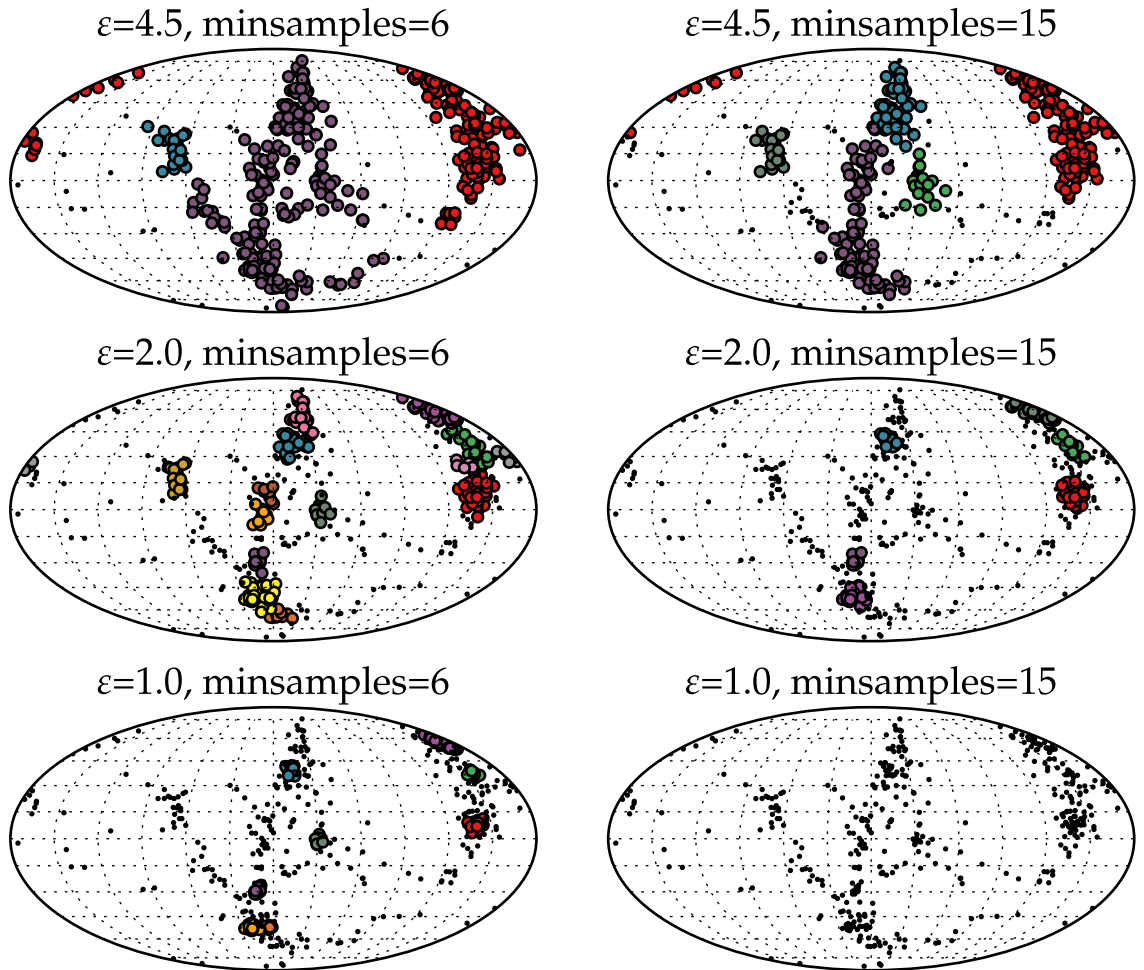 ε=4.5, minsamples=6
ε=4.5, minsamples=15
ε=2.0, minsamples=6
ε=2.0, minsamples=15
ε=1.0, minsamples=6
ε=1.0, minsamples=15